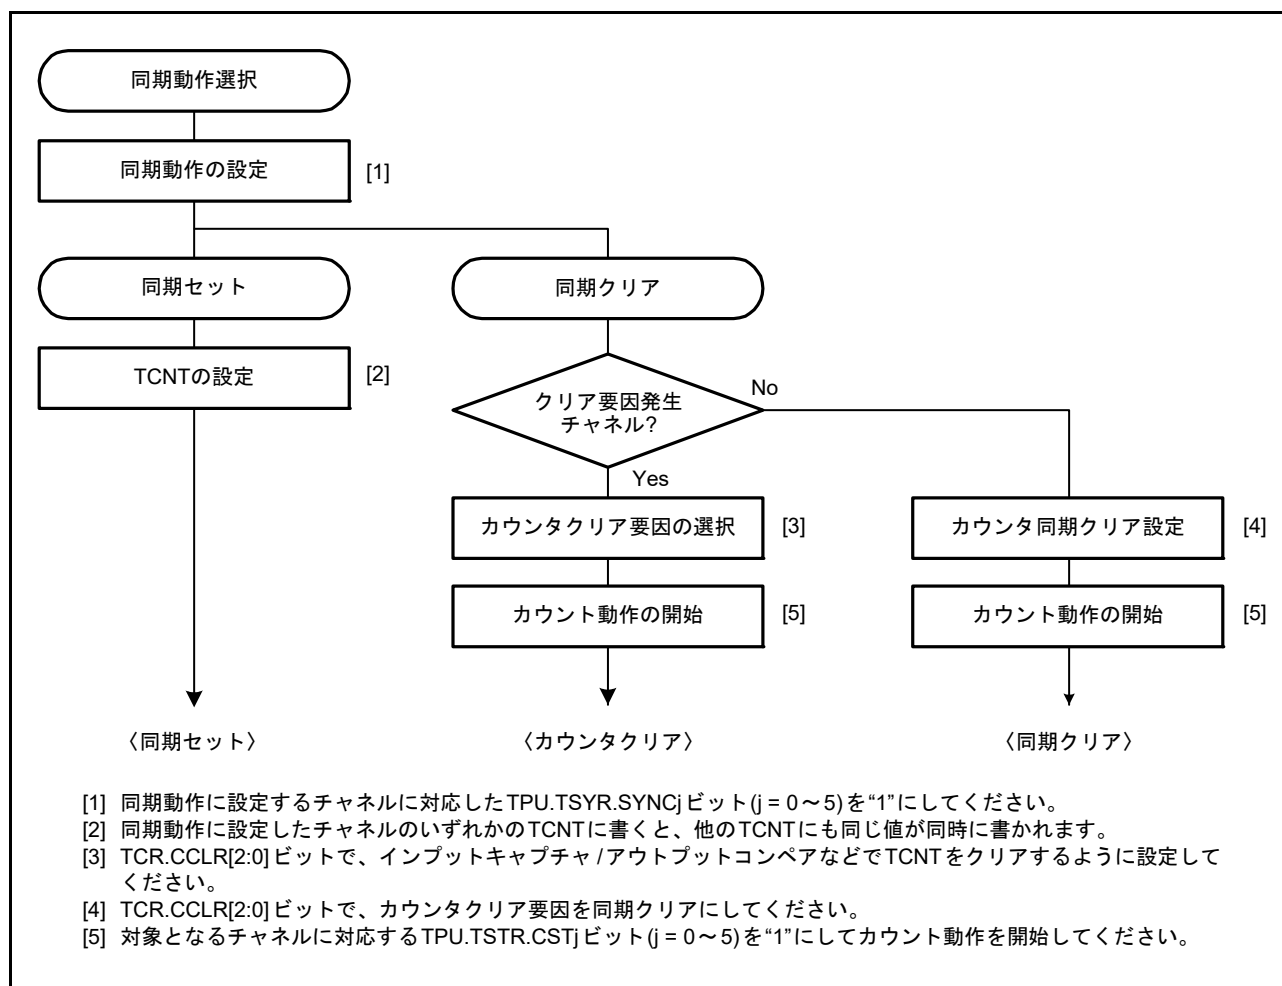 同期動作選択
同期動作の設定 [1]
同期セット 同期クリア
TCNTの設定 [2]
クリア要因発生
チャネル?
No
Yes
カウンタクリア要因の選択 [3] カウンタ同期クリア設定 [4]
カウント動作の開始 [5] カウント動作の開始 [5]
〈同期セット〉 〈カウンタクリア〉 〈同期クリア〉
[1] 同期動作に設定するチャネルに対応したTPU.TSYR.SYNCjビット(j = 0～5)を“1”にしてください。
[2] 同期動作に設定したチャネルのいずれかのTCNTに書くと、他のTCNTにも同じ値が同時に書かれます。
[3] TCR.CCLR[2:0]ビットで、インプットキャプチャ/アウトプットコンペアなどでTCNTをクリアするように設定して
ください。
[4] TCR.CCLR[2:0]ビットで、カウンタクリア要因を同期クリアにしてください。
[5] 対象となるチャネルに対応するTPU.TSTR.CSTjビット(j = 0～5)を“1”にしてカウント動作を開始してください。